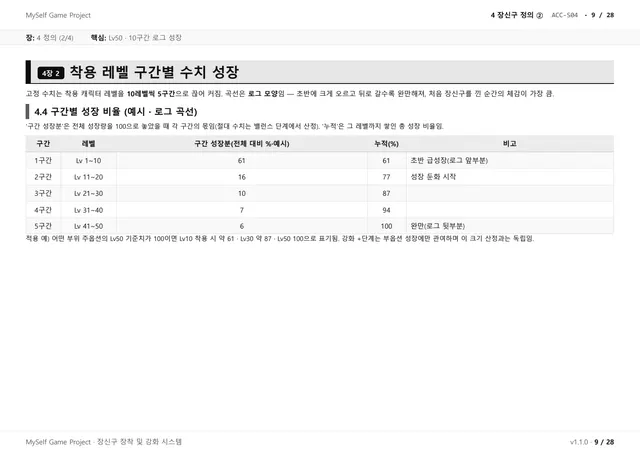 MySelf Game Project 4 장신구 정의 ② ACC-S04 · 9 / 28
장: 4 정의 (2/4) 핵심: Lv50 · 10구간 로그 성장
4장 2 착용 레벨 구간별 수치 성장
고정 수치는 착용 캐릭터 레벨을 10레벨씩 5구간으로 끊어 커짐. 곡선은 로그 모양임 — 초반에 크게 오르고 뒤로 갈수록 완만해져, 처음 장신구를 낀 순간의 체감이 가장 큼.
4.4 구간별 성장 비율 (예시 · 로그 곡선)
'구간 성장분'은 전체 성장량을 100으로 놓았을 때 각 구간의 몫임(절대 수치는 밸런스 단계에서 산정). '누적'은 그 레벨까지 쌓인 총 성장 비율임.
구간 레벨 구간 성장분(전체 대비 %·예시) 누적(%) 비고
1구간 Lv 1~10 61 61 초반 급성장(로그 앞부분)
2구간 Lv 11~20 16 77 성장 둔화 시작
3구간 Lv 21~30 10 87
4구간 Lv 31~40 7 94
5구간 Lv 41~50 6 100 완만(로그 뒷부분)
적용 예) 어떤 부위 주옵션의 Lv50 기준치가 100이면 Lv10 착용 시 약 61 · Lv30 약 87 · Lv50 100으로 표기됨. 강화 +단계는 부옵션 성장에만 관여하며 이 크기 산정과는 독립임.
MySelf Game Project · 장신구 장착 및 강화 시스템 v1.1.0 · 9 / 28